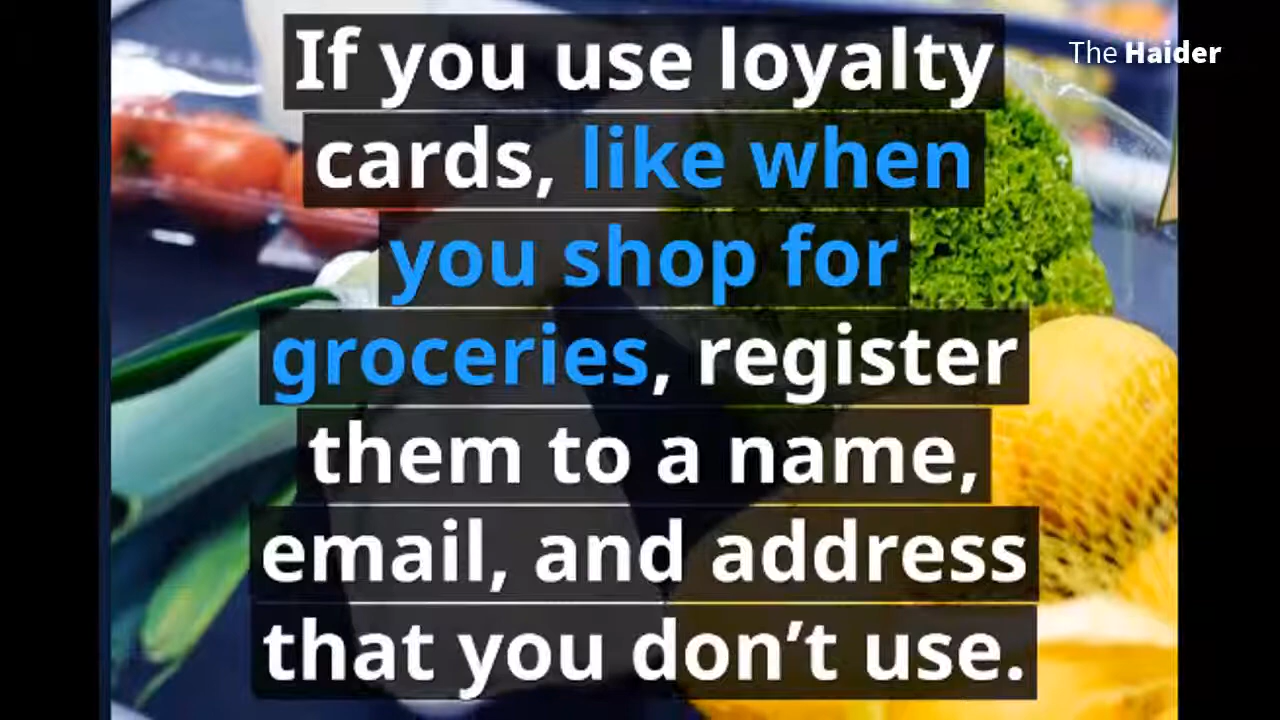 If you use loyalty
cards, like when
you shop for
groceries, register
them to a name,
email, and address
that you don’t use.
The Haider